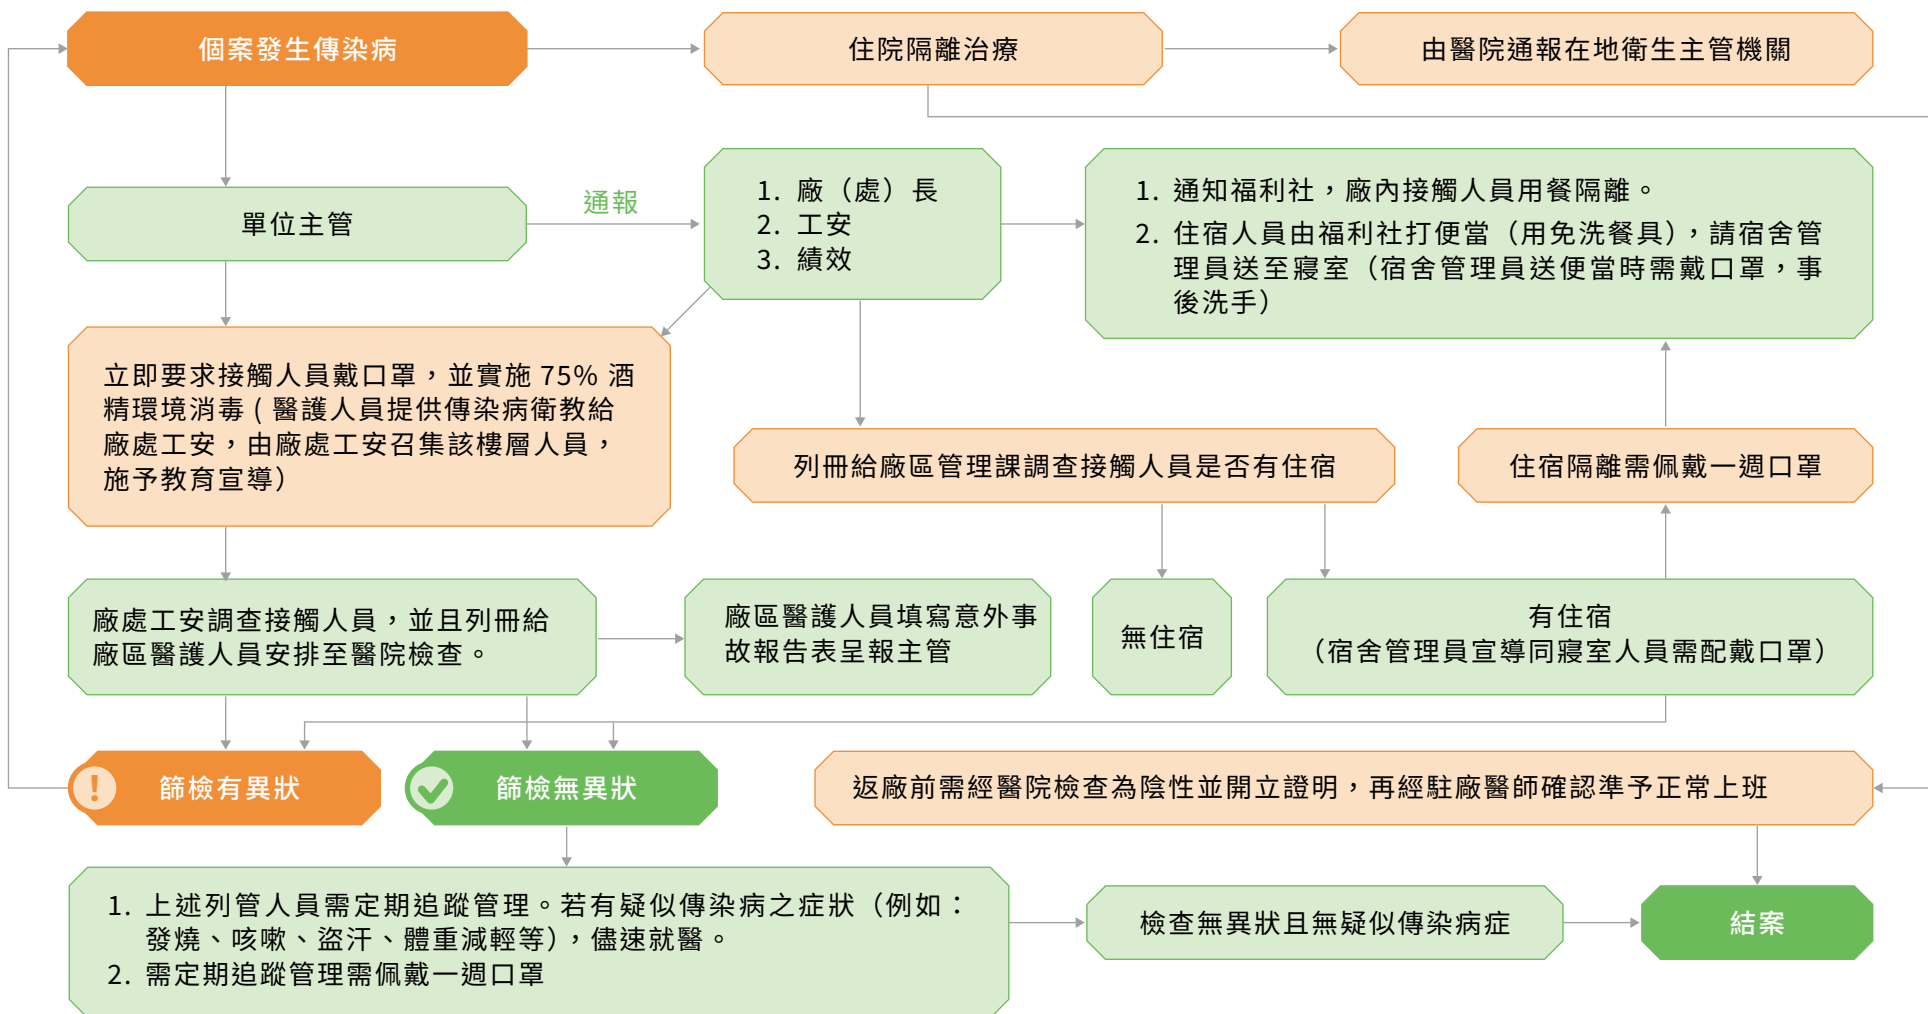 個案發生傳染病
住院隔離治療
由醫院通報在地衛生主管機關
單位主管
通報
1. 廠（處）長
2. 工安
3. 績效
1. 通知福利社，廠內接觸人員用餐隔離。
2. 住宿人員由福利社打便當（用免洗餐具），請宿舍管
理員送至寢室（宿舍管理員送便當時需戴口罩，事
後洗手）
立即要求接觸人員戴口罩，並實施 75% 酒
精環境消毒 ( 醫護人員提供傳染病衛教給
廠處工安，由廠處工安召集該樓層人員，
施予教育宣導）
列冊給廠區管理課調查接觸人員是否有住宿
住宿隔離需佩戴一週口罩
廠處工安調查接觸人員，並且列冊給
廠區醫護人員安排至醫院檢查。
廠區醫護人員填寫意外事
故報告表呈報主管
無住宿
有住宿
（宿舍管理員宣導同寢室人員需配戴口罩）
! 篩檢有異狀
篩檢無異狀
返廠前需經醫院檢查為陰性並開立證明，再經駐廠醫師確認準予正常上班
1. 上述列管人員需定期追蹤管理。若有疑似傳染病之症狀（例如：
發燒、咳嗽、盜汗、體重減輕等），儘速就醫。
2. 需定期追蹤管理需佩戴一週口罩
檢查無異狀且無疑似傳染病症
結案